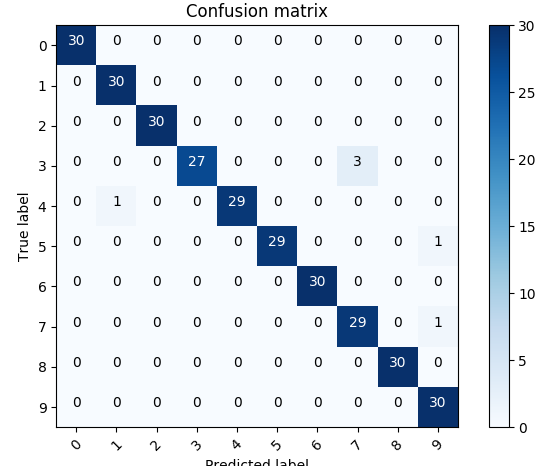 Confusion matrix
0 30 0 0 0 0 0 0 0 0 0
1 0 30 0 0 0 0 0 0 0 0
2 0 0 30 0 0 0 0 0 0 0
3 0 0 0 27 0 0 0 3 0 0
4 0 1 0 0 29 0 0 0 0 0
5 0 0 0 0 0 29 0 0 0 1
6 0 0 0 0 0 0 30 0 0 0
7 0 0 0 0 0 0 0 29 0 1
8 0 0 0 0 0 0 0 0 30 0
9 0 0 0 0 0 0 0 0 0 30
0 1 2 3 4 5 6 7 8 9
True label
Predicted label
30
25
20
15
10
5
0